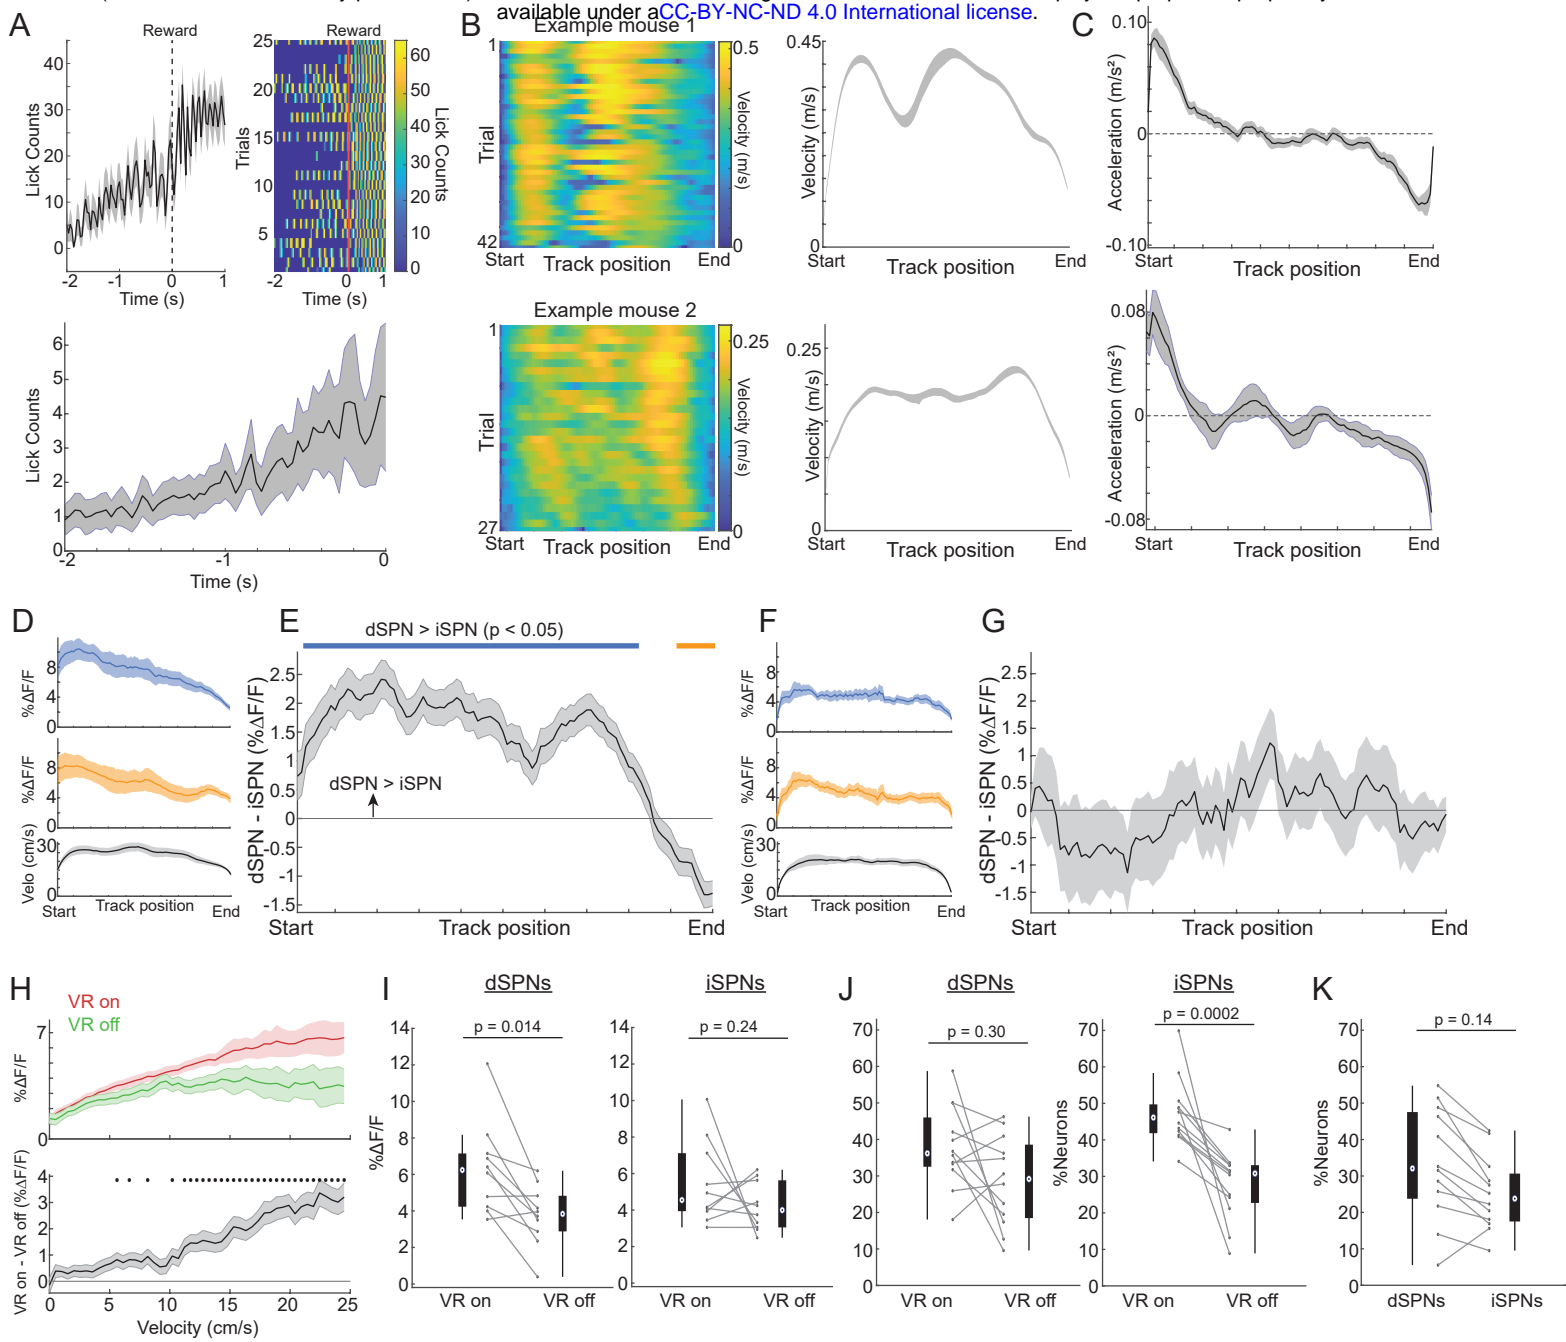 available under aCC-BY-NC-ND 4.0 International license.
A
Reward
Lick Counts
40
30
20
10
0
-2
-1
0
1
Time (s)
Reward
Trials
25
20
15
10
5
-2
0
1
Time (s)
60
50
40
30
20
10
0
Lick Counts
Lick Counts
6
5
4
3
2
1
0
-2
-1
0
Time (s)
B
Example mouse 1
Trial
1
42
Start
Track position
End
0.5
0
Velocity (m/s)
Velocity (m/s)
0.45
0
Start
Track position
End
Example mouse 2
Trial
1
27
Start
Track position
End
0.25
0
Velocity (m/s)
Velocity (m/s)
0.25
0
Start
Track position
End
C
Acceleration (m/s²)
0.10
0
-0.10
Start
Track position
End
Acceleration (m/s²)
0.08
0
-0.08
Start
Track position
End
D
%ΔF/F
8
4
0
%ΔF/F
8
4
0
Velo (cm/s)
30
0
Start
Track position
End
E
dSPN > iSPN (p < 0.05)
dSPN - iSPN (%ΔF/F)
2.5
2
1.5
1
0.5
0
-0.5
-1
-1.5
dSPN > iSPN
Start
Track position
End
F
%ΔF/F
8
4
0
%ΔF/F
8
4
0
Velo (cm/s)
30
0
Start
Track position
End
G
dSPN - iSPN (%ΔF/F)
2.5
2
1.5
1
0.5
0
-0.5
-1
-1.5
Start
Track position
End
H
VR on
VR off
%ΔF/F
7
0
VR on - VR off (%ΔF/F)
4
3
2
1
0
0
5
10
15
20
25
Velocity (cm/s)
I
dSPNs
p = 0.014
%ΔF/F
14
12
10
8
6
4
2
0
VR on
VR off
iSPNs
p = 0.24
14
12
10
8
6
4
2
0
VR on
VR off
J
dSPNs
p = 0.30
70
60
50
40
30
20
10
0
VR on
VR off
iSPNs
p = 0.0002
%Neurons
70
60
50
40
30
20
10
0
VR on
VR off
K
p = 0.14
%Neurons
70
60
50
40
30
20
10
0
dSPNs
iSPNs